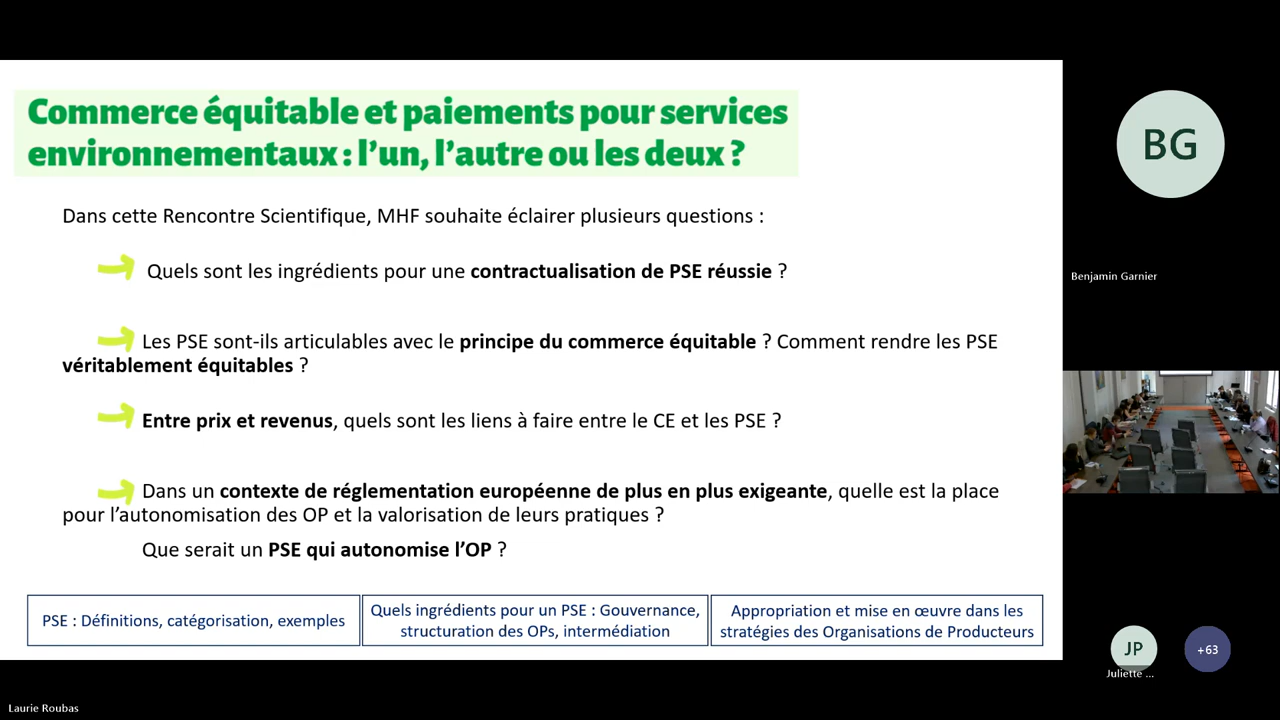 Commerce équitable et paiements pour services
environnementaux : l’un, l’autre ou les deux ?
Dans cette Rencontre Scientifique, MHF souhaite éclairer plusieurs questions :
Quels sont les ingrédients pour une contractualisation de PSE réussie ?
Les PSE sont-ils articulables avec le principe du commerce équitable ? Comment rendre les PSE
véritablement équitables ?
Entre prix et revenus, quels sont les liens à faire entre le CE et les PSE ?
Dans un contexte de réglementation européenne de plus en plus exigeante, quelle est la place
pour l’autonomisation des OP et la valorisation de leurs pratiques ?
Que serait un PSE qui autonomise l’OP ?
PSE : Définitions, catégorisation, exemples
Quels ingrédients pour un PSE : Gouvernance,
structuration des OPs, intermédiation
Appropriation et mise en œuvre dans les
stratégies des Organisations de Producteurs
BG
Benjamin Garnier
JP
Juliette ...
+63
Laurie Roubas